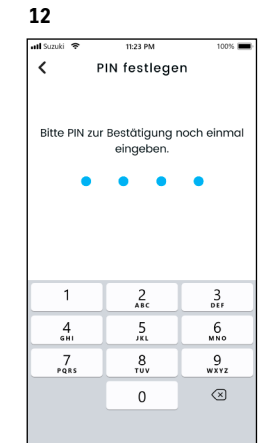 12
Suzuki 11:23 PM 100%
PIN festlegen
Bitte PIN zur Bestätigung noch einmal
eingeben.
1 2 3
ABC DEF
4 5 6
GHI JKL MNO
7 8 9
PQRS TUV WXYZ
0